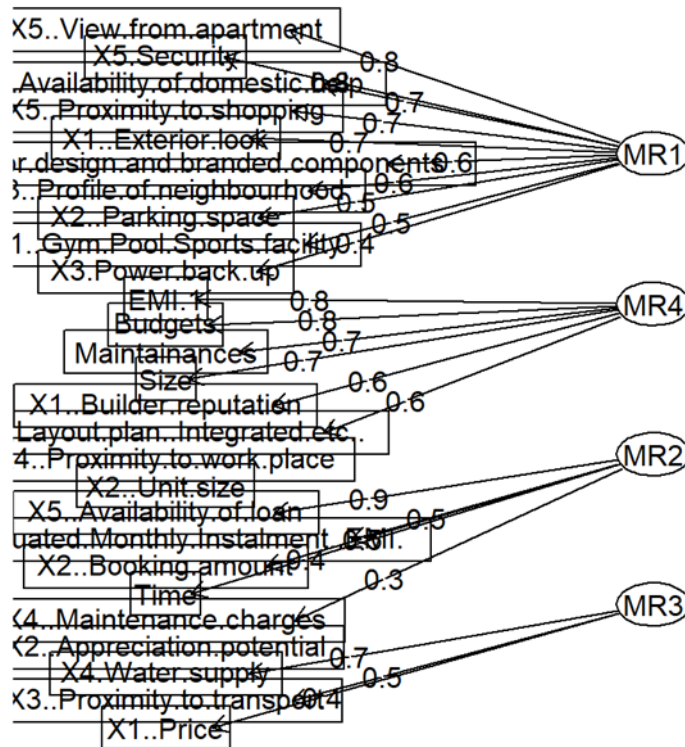 X5..View.from.apartment
X5.Security
.Availability.of.domestic.help
X5..Proximity.to.shopping
X1..Exterior.look
or.design.and.branded.components
3..Profile.of.neighbourhood
X2..Parking.space
1..Gym.Pool.Sports.facility
X3.Power.back.up
EMI.1
Budgets
Maintainances
Size
X1..Builder.reputation
Layout.plan..Integrated.etc..
4..Proximity.to.work.place
X2..Unit.size
X5..Availability.of.loan
uated.Monthly.Instalment..EMI.
X2..Booking.amount
Time
X4..Maintenance.charges
X2..Appreciation.potential
X4.Water.supply
X3..Proximity.to.transport
X1..Price
0.8
0.8
0.7
0.7
0.7
0.6
0.6
0.5
0.5
0.4
MR1
0.8
0.8
0.7
0.7
0.6
0.6
MR4
0.9
0.5
0.4
0.3
MR2
0.7
0.5
MR3